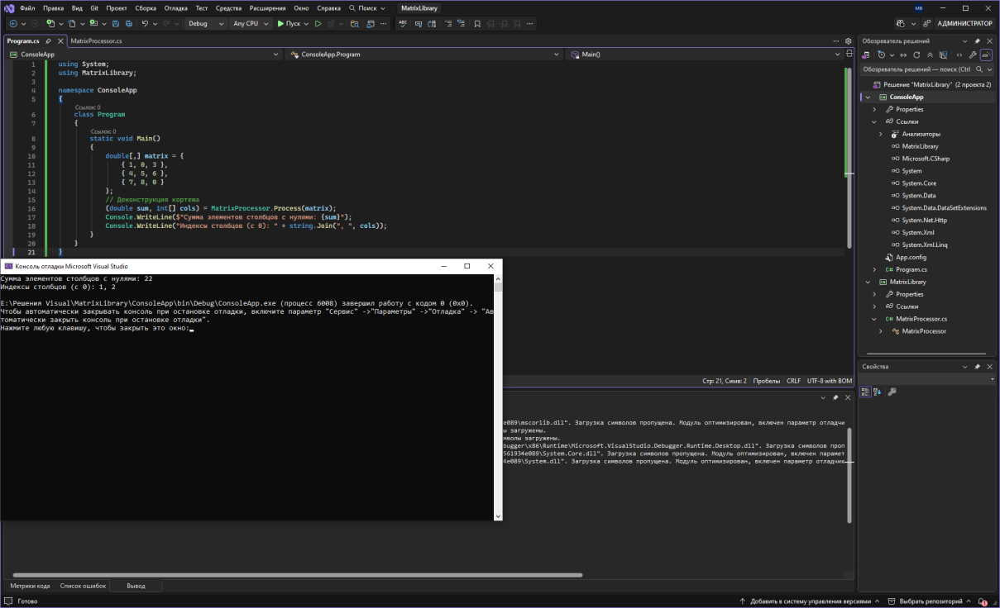 Файл Правка Вид Git Проект Сборка Отладка Тест Средства Расширения Окно Справка Поиск MatrixLibrary MB
Debug Any CPU Пуск АДМИНИСТРАТОР
Program.cs MatrixProcessor.cs
ConsoleApp ConsoleApp.Program Main()
1 using System;
2 using MatrixLibrary;
3
4 namespace ConsoleApp
5 {
Ссылок: 0
6 class Program
7 {
Ссылок: 0
8 static void Main()
9 {
10 double[,] matrix = {
11 { 1, 0, 3 },
12 { 4, 5, 6 },
13 { 7, 8, 0 }
14 };
15 // Деконструкция кортежа
16 (double sum, int[] cols) = MatrixProcessor.Process(matrix);
17 Console.WriteLine($"Сумма элементов столбцов с нулями: {sum}");
18 Console.WriteLine("Индексы столбцов (с 0): " + string.Join(", ", cols));
19 }
20 }
21 }
Консоль отладки Microsoft Visual Studio
Сумма элементов столбцов с нулями: 22
Индексы столбцов (с 0): 1, 2
E:\Решения Visual\MatrixLibrary\ConsoleApp\bin\Debug\ConsoleApp.exe (процесс 6008) завершил работу с кодом 0 (0x0).
Чтобы автоматически закрывать консоль при остановке отладки, включите параметр "Сервис" ->"Параметры" ->"Отладка" -> "Ав
томатически закрыть консоль при остановке отладки".
Нажмите любую клавишу, чтобы закрыть это окно:
Стр: 21, Симв: 2 Пробелы CRLF UTF-8 with BOM
e089\mscorlib.dll". Загрузка символов пропущена. Модуль оптимизирован, включен параметр отладчи
ы загружены.
мволы загружены.
bugger\x86\Runtime\Microsoft.VisualStudio.Debugger.Runtime.Desktop.dll". Загрузка символов проп
561934e089\System.Core.dll". Загрузка символов пропущена. Модуль оптимизирован, включен парамет
4e089\System.dll". Загрузка символов пропущена. Модуль оптимизирован, включен параметр отладчик
Метрики кода Список ошибок Вывод
Обозреватель решений
Обозреватель решений — поиск (Ctrl
Решение "MatrixLibrary" (2 проекта 2)
ConsoleApp
Properties
Ссылки
Анализаторы
MatrixLibrary
Microsoft.CSharp
System
System.Core
System.Data
System.Data.DataSetExtensions
System.Net.Http
System.Xml
System.Xml.Linq
App.config
C# Program.cs
MatrixLibrary
Properties
Ссылки
C# MatrixProcessor.cs
MatrixProcessor
Свойства
Готово Добавить в систему управления версиями Выбрать репозиторий 1